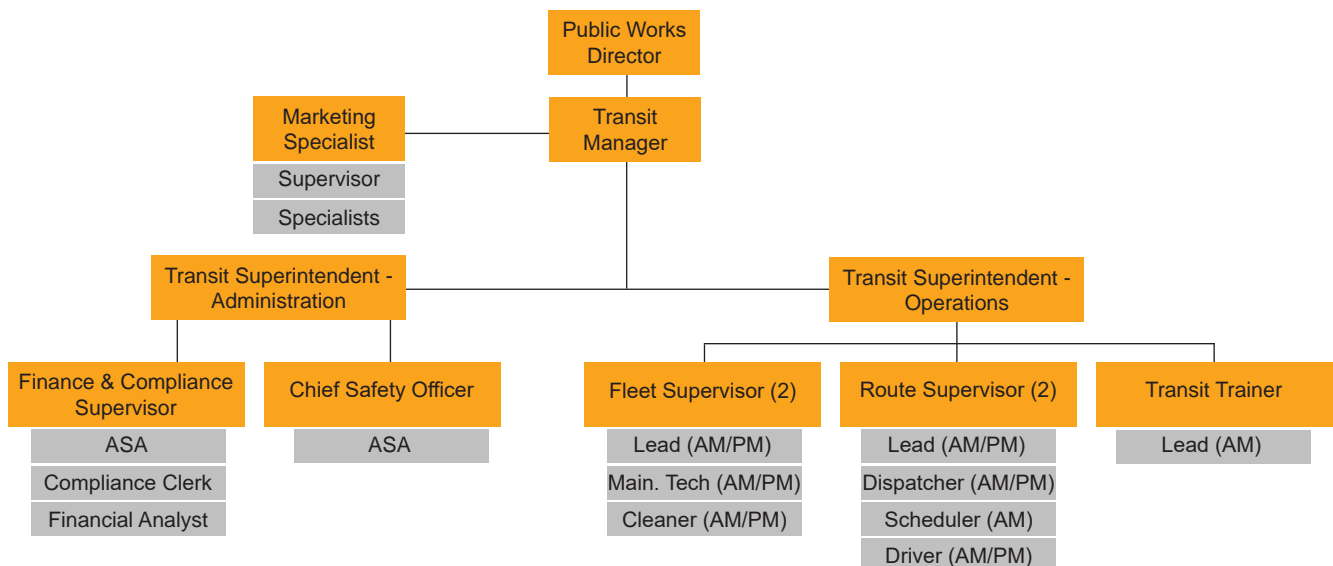 Public Works
Director
Marketing
Specialist
Supervisor
Specialists
Transit
Manager
Transit Superintendent -
Administration
Transit Superintendent -
Operations
Finance & Compliance
Supervisor
ASA
Compliance Clerk
Financial Analyst
Chief Safety Officer
ASA
Fleet Supervisor (2)
Lead (AM/PM)
Main. Tech (AM/PM)
Cleaner (AM/PM)
Route Supervisor (2)
Lead (AM/PM)
Dispatcher (AM/PM)
Scheduler (AM)
Driver (AM/PM)
Transit Trainer
Lead (AM)